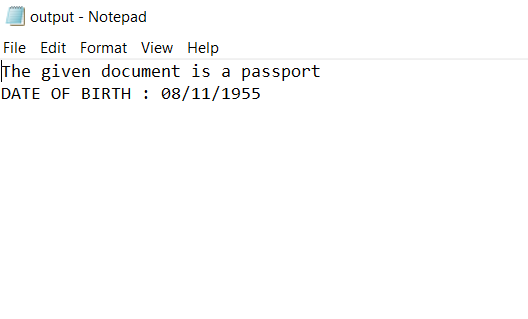 output - Notepad
File Edit Format View Help
The given document is a passport
DATE OF BIRTH : 08/11/1955